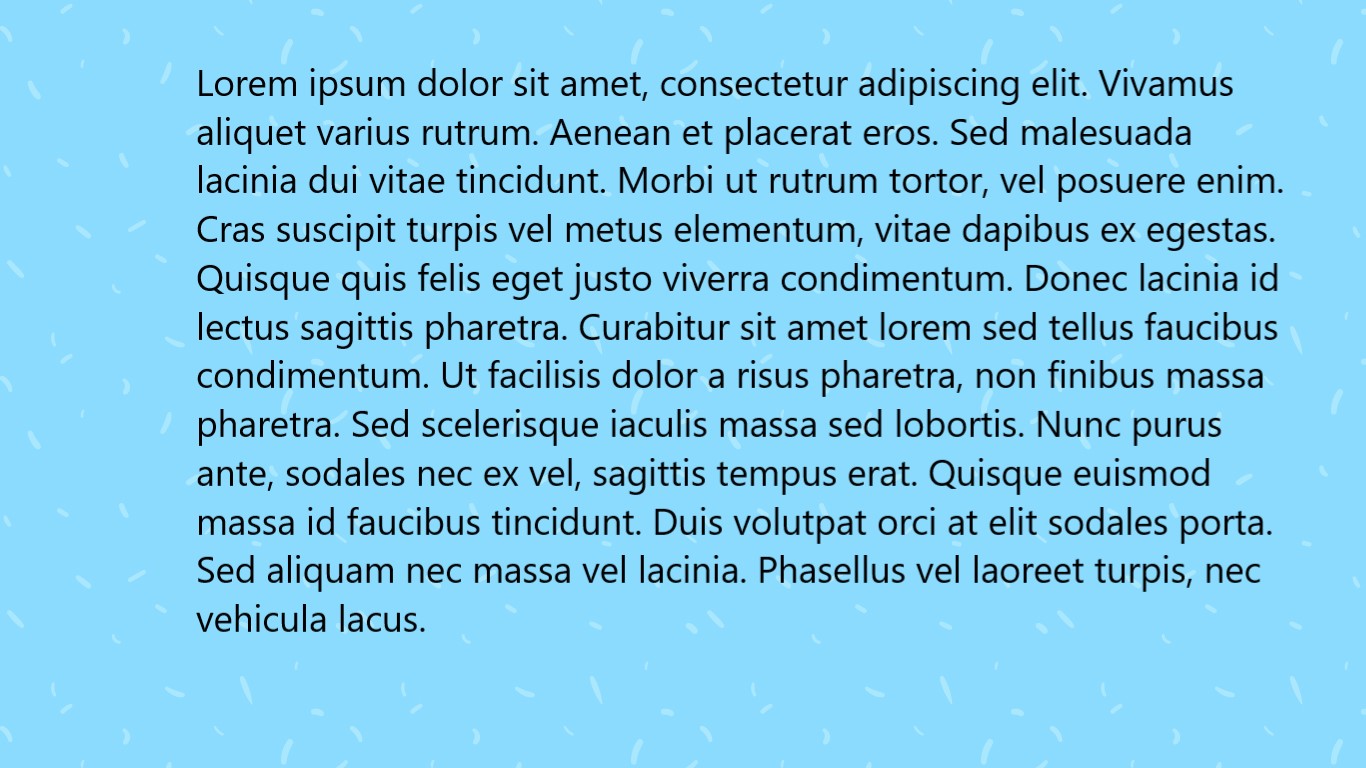 Lorem ipsum dolor sit amet, consectetur adipiscing elit. Vivamus
aliquet varius rutrum. Aenean et placerat eros. Sed malesuada
lacinia dui vitae tincidunt. Morbi ut rutrum tortor, vel posuere enim.
Cras suscipit turpis vel metus elementum, vitae dapibus ex egestas.
Quisque quis felis eget justo viverra condimentum. Donec lacinia id
lectus sagittis pharetra. Curabitur sit amet lorem sed tellus faucibus
condimentum. Ut facilisis dolor a risus pharetra, non finibus massa
pharetra. Sed scelerisque iaculis massa sed lobortis. Nunc purus
ante, sodales nec ex vel, sagittis tempus erat. Quisque euismod
massa id faucibus tincidunt. Duis volutpat orci at elit sodales porta.
Sed aliquam nec massa vel lacinia. Phasellus vel laoreet turpis, nec
vehicula lacus.